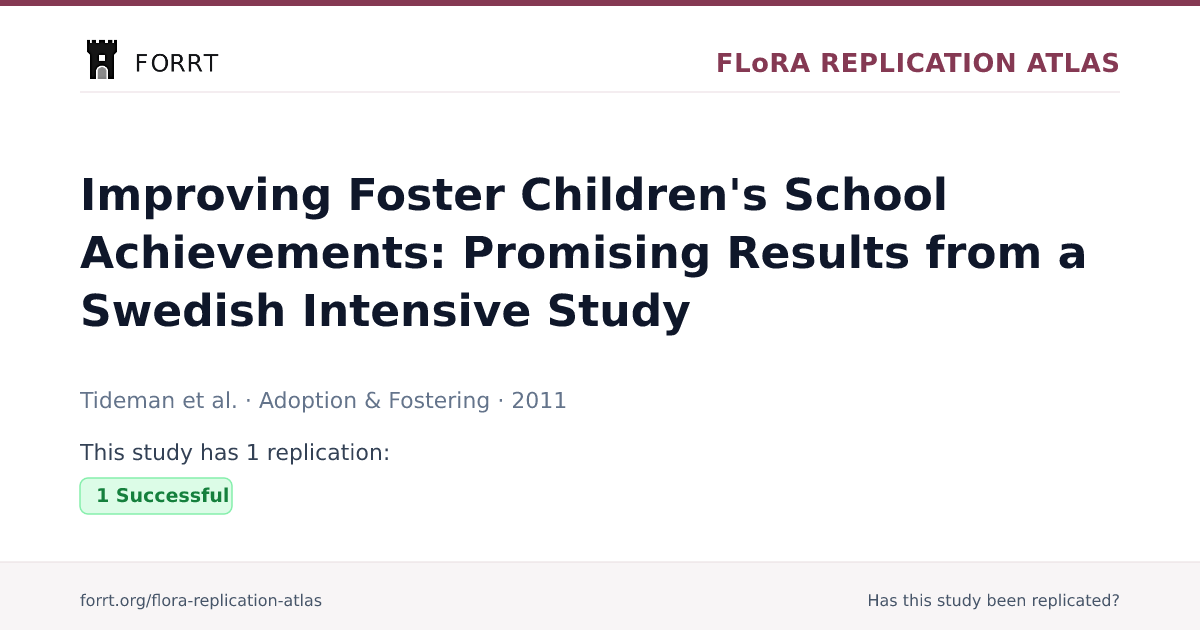 FORRT
FLoRA REPLICATION ATLAS
Improving Foster Children's School
Achievements: Promising Results from a
Swedish Intensive Study
Tideman et al. · Adoption & Fostering · 2011
This study has 1 replication:
1 Successful
forrt.org/flora-replication-atlas
Has this study been replicated?